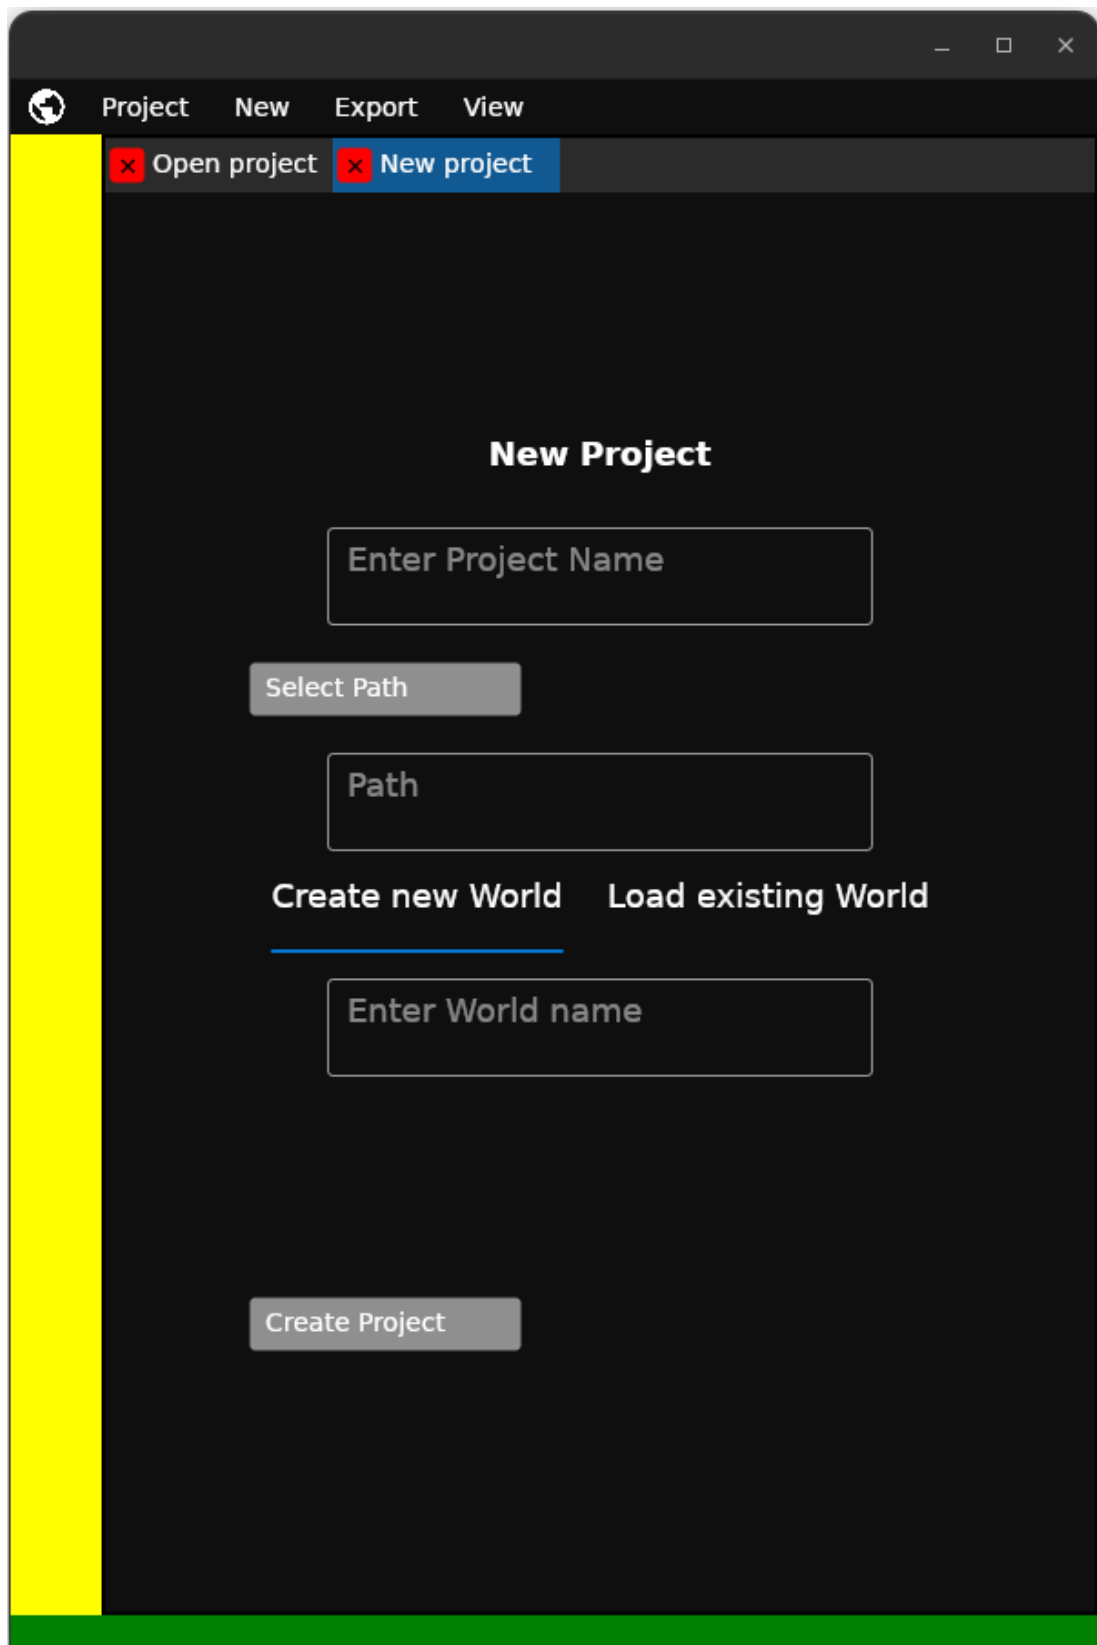 Project New Export View
Open project New project
New Project
Enter Project Name
Select Path
Path
Create new World Load existing World
Enter World name
Create Project